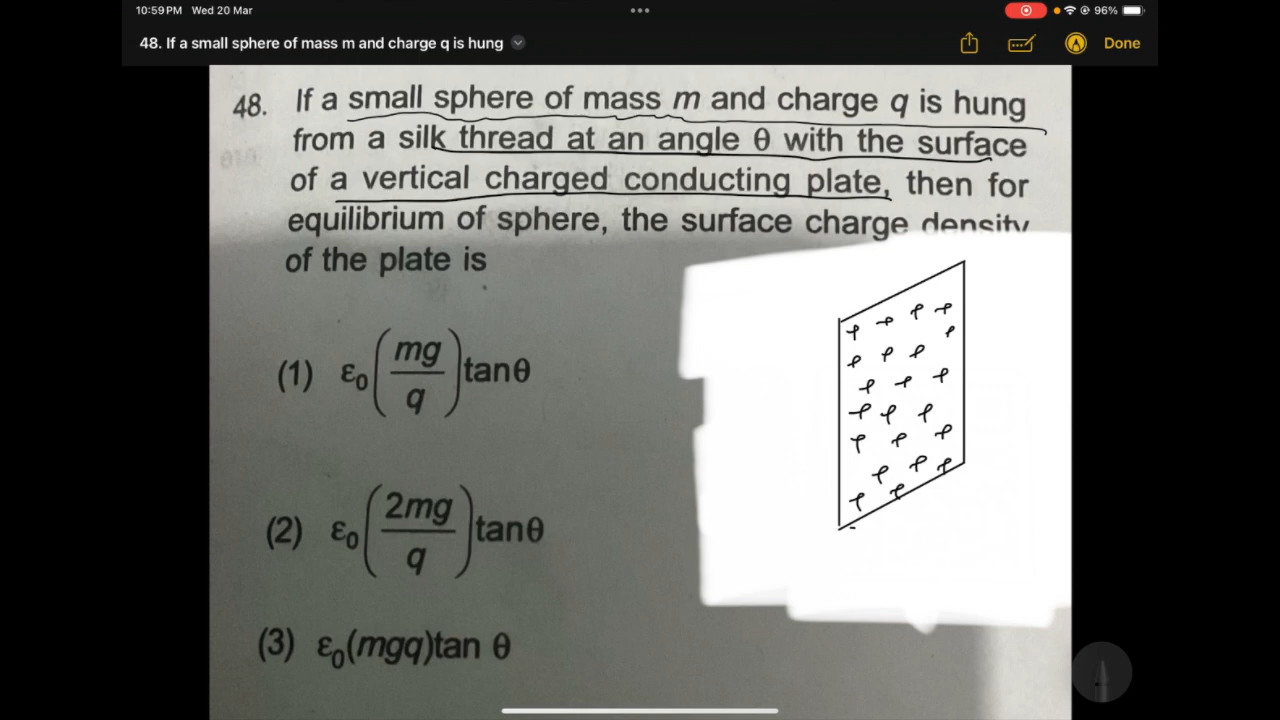 10:59 PM Wed 20 Mar
96%
48. If a small sphere of mass m and charge q is hung
Done
48. If a small sphere of mass m and charge q is hung
from a silk thread at an angle θ with the surface
of a vertical charged conducting plate, then for
equilibrium of sphere, the surface charge density
of the plate is
(1) ε₀(mg/q)tanθ
(2) ε₀(2mg/q)tanθ
(3) ε₀(mgq)tan θ